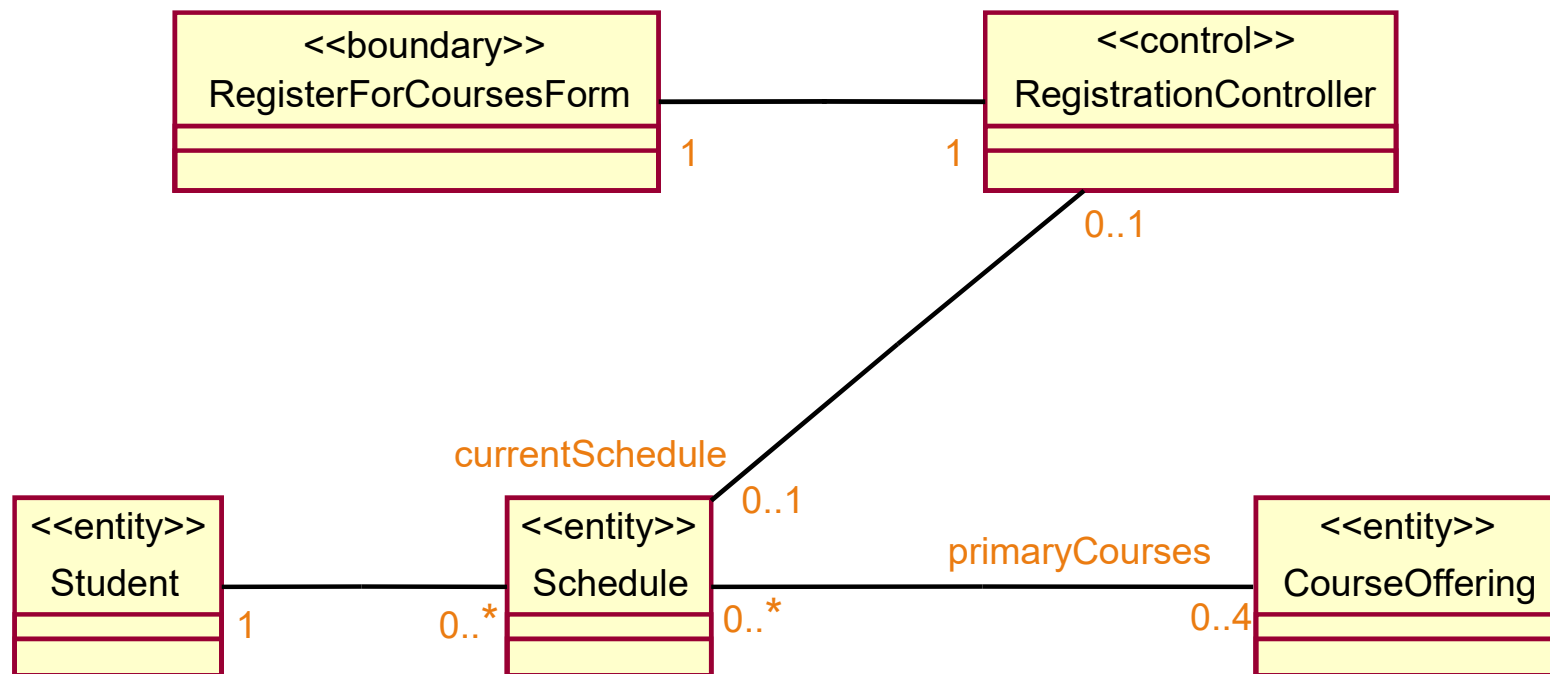 <<boundary>>
RegisterForCoursesForm
<<control>>
RegistrationController
1
1
0..1
currentSchedule
0..1
<<entity>>
Student
<<entity>>
Schedule
primaryCourses
<<entity>>
CourseOffering
1
0..*
0..*
0..4